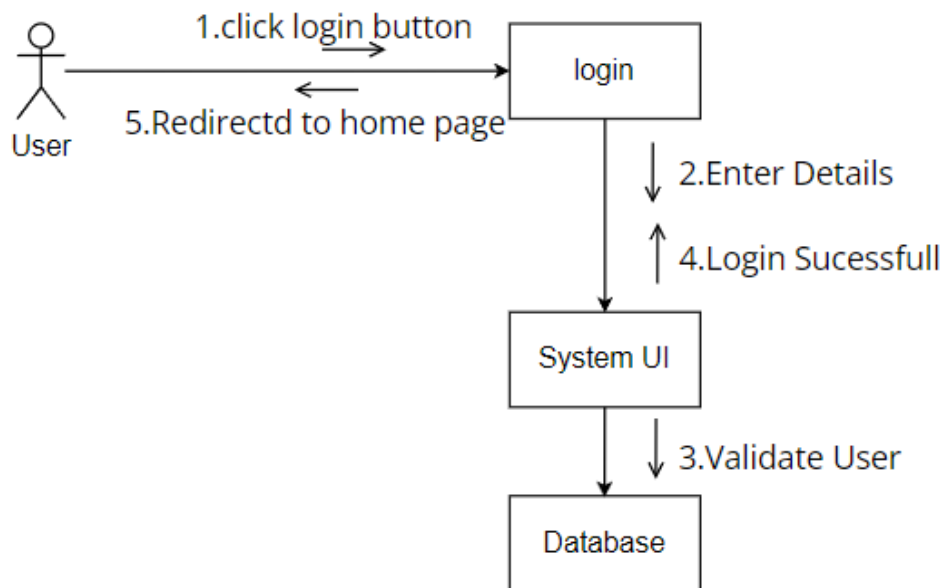 1.click login button
login
5.Redirectd to home page
User
2.Enter Details
4.Login Sucessfull
System UI
3.Validate User
Database